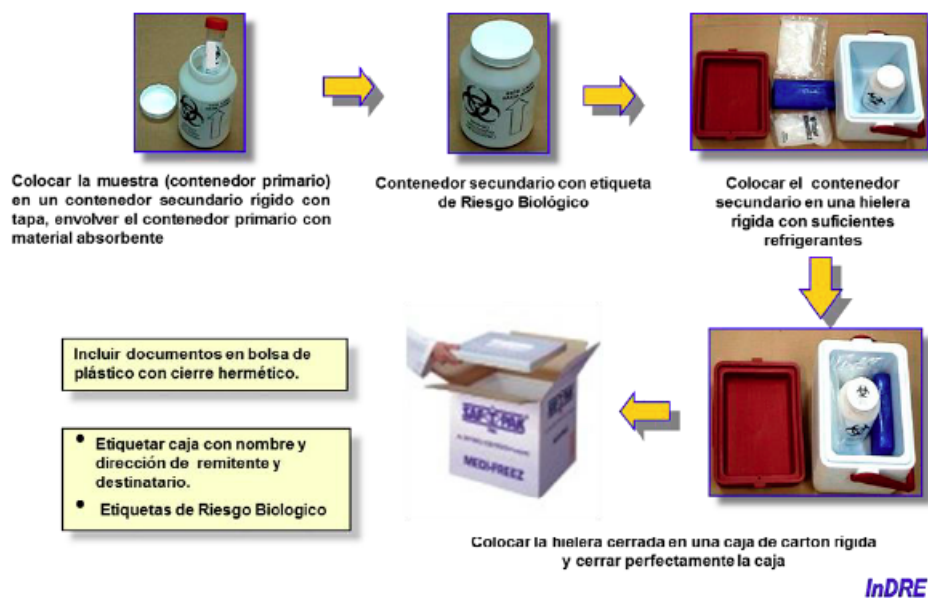 Colocar la muestra (contenedor primario)
en un contenedor secundario rígido con
tapa, envolver el contenedor primario con
material absorbente
Contenedor secundario con etiqueta
de Riesgo Biológico
Colocar el contenedor
secundario en una hielera
rígida con suficientes
refrigerantes
Incluir documentos en bolsa de
plástico con cierre hermético.
• Etiquetar caja con nombre y
dirección de remitente y
destinatario.
• Etiquetas de Riesgo Biologico
SAF-T-PAK
MEDI-FREEZ
Colocar la hielera cerrada en una caja de carton rigida
y cerrar perfectamente la caja
InDRE